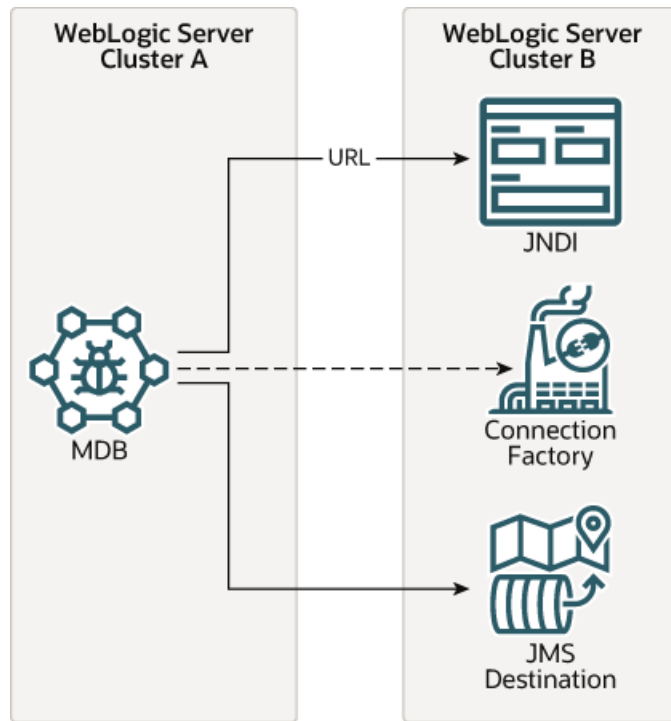 WebLogic Server
Cluster A
WebLogic Server
Cluster B
URL
JNDI
MDB
Connection
Factory
JMS
Destination